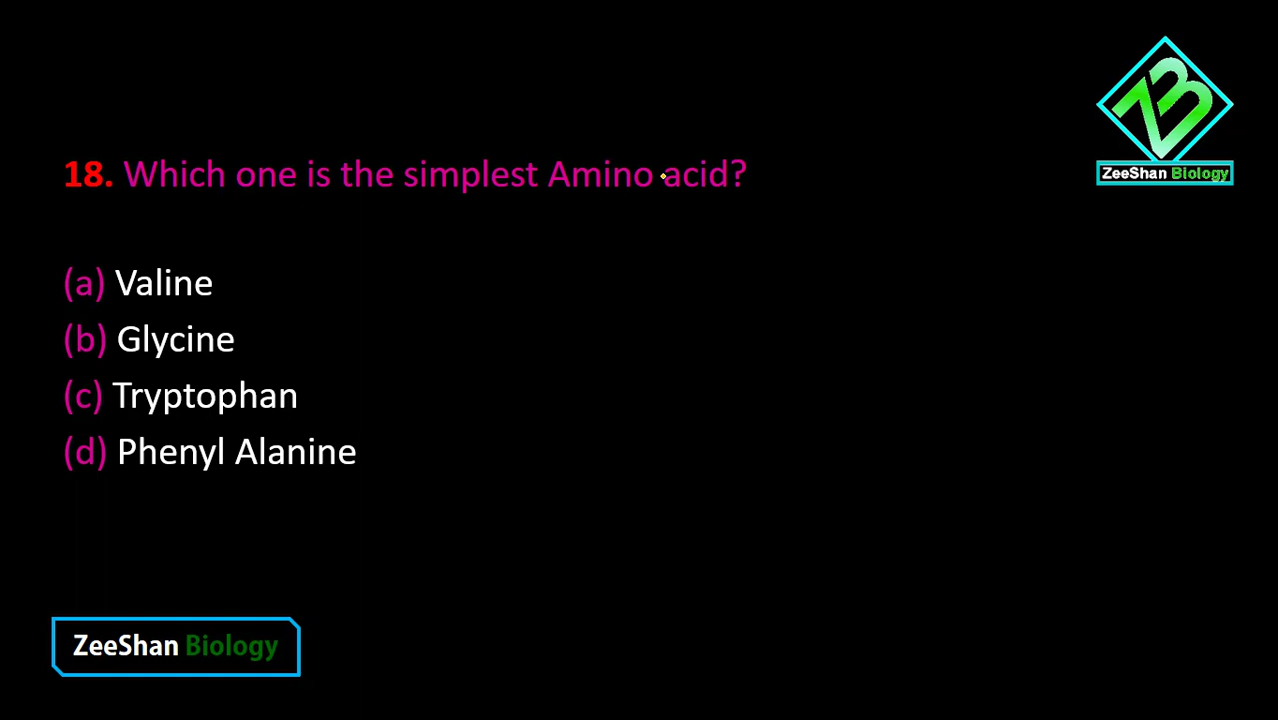 ZeeShan Biology
18. Which one is the simplest Amino acid?
(a) Valine
(b) Glycine
(c) Tryptophan
(d) Phenyl Alanine
ZeeShan Biology